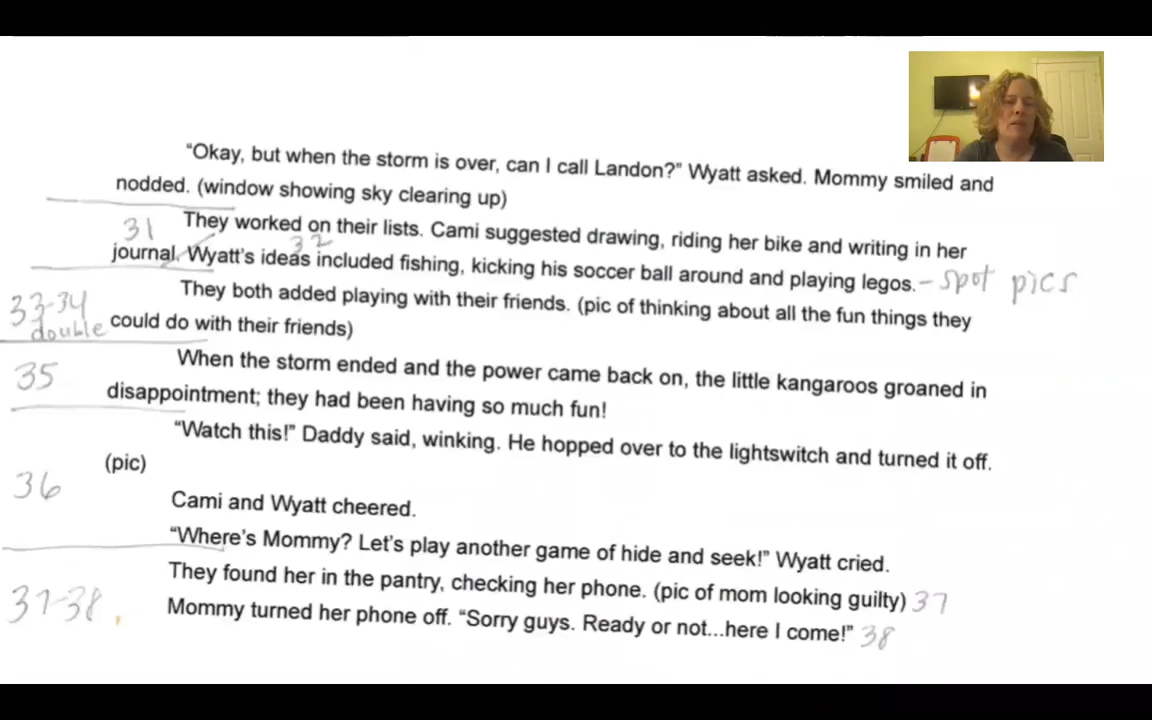 “Okay, but when the storm is over, can I call Landon?” Wyatt asked. Mommy smiled and
nodded. (window showing sky clearing up)
31 They worked on their lists. Cami suggested drawing, riding her bike and writing in her
32
journal. Wyatt’s ideas included fishing, kicking his soccer ball around and playing legos. – spot pics
33-34 They both added playing with their friends. (pic of thinking about all the fun things they
double could do with their friends)
35 When the storm ended and the power came back on, the little kangaroos groaned in
disappointment; they had been having so much fun!
“Watch this!” Daddy said, winking. He hopped over to the lightswitch and turned it off.
(pic)
36
Cami and Wyatt cheered.
“Where’s Mommy? Let’s play another game of hide and seek!” Wyatt cried.
They found her in the pantry, checking her phone. (pic of mom looking guilty) 37
37-38 Mommy turned her phone off. “Sorry guys. Ready or not...here I come!” 38